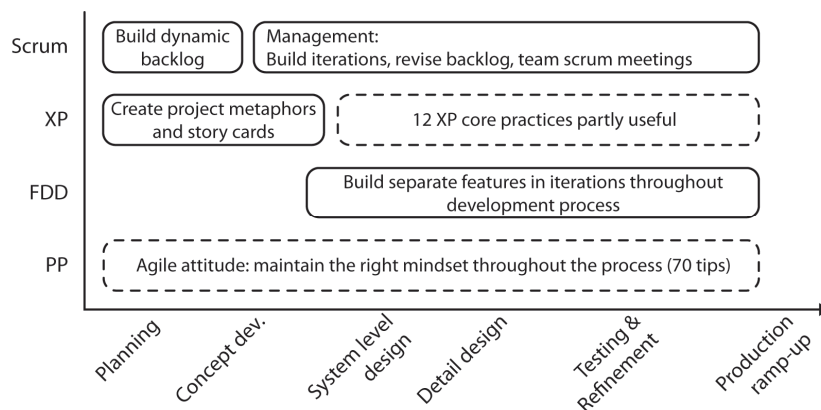 Scrum
Build dynamic
backlog
Management:
Build iterations, revise backlog, team scrum meetings
XP
Create project metaphors
and story cards
12 XP core practices partly useful
FDD
Build separate features in iterations throughout
development process
PP
Agile attitude: maintain the right mindset throughout the process (70 tips)
Planning
Concept dev.
System level
design
Detail design
Testing &
Refinement
Production
ramp-up